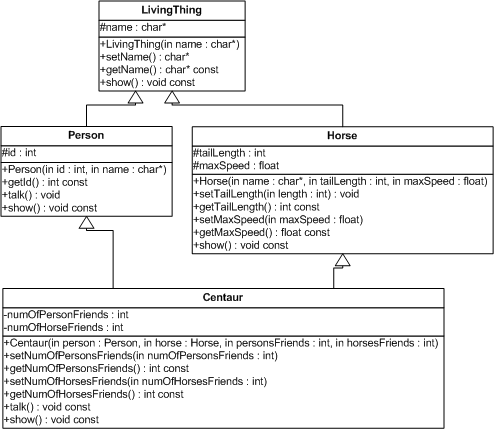 LivingThing
#name : char*
+LivingThing(in name : char*)
+setName() : char*
+getName() : char* const
+show() : void const
Person
#id : int
+Person(in id : int, in name : char*)
+getId() : int const
+talk() : void
+show() : void const
Horse
#tailLength : int
#maxSpeed : float
+Horse(in name : char*, in tailLength : int, in maxSpeed : float)
+setTailLength(in length : int) : void
+getTailLength() : int const
+setMaxSpeed(in maxSpeed : float)
+getMaxSpeed() : float const
+show() : void const
Centaur
-numOfPersonFriends : int
-numOfHorseFriends : int
+Centaur(in person : Person, in horse : Horse, in personsFriends : int, in horsesFriends : int)
+setNumOfPersonsFriends(in numOfPersonsFriends : int)
+getNumOfPersonsFriends() : int const
+setNumOfHorsesFriends(in numOfHorsesFriends : int)
+getNumOfHorsesFriends() : int const
+talk() : void const
+show() : void const